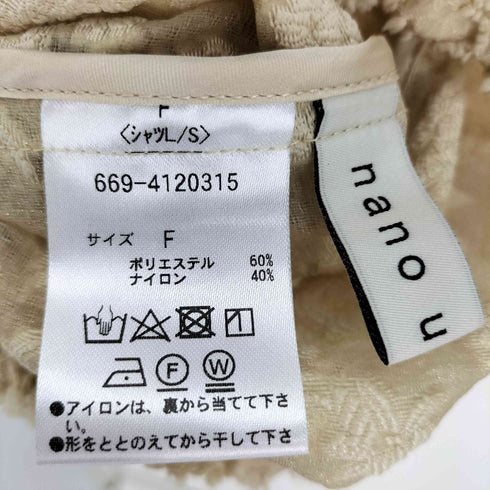 F
〈シャツL/S〉
669-4120315
サイズ F
ポリエステル 60%
ナイロン 40%
F
W
●アイロンは、裏から当てて下さ
い。
●形をととのえてから干して下さい
nano u